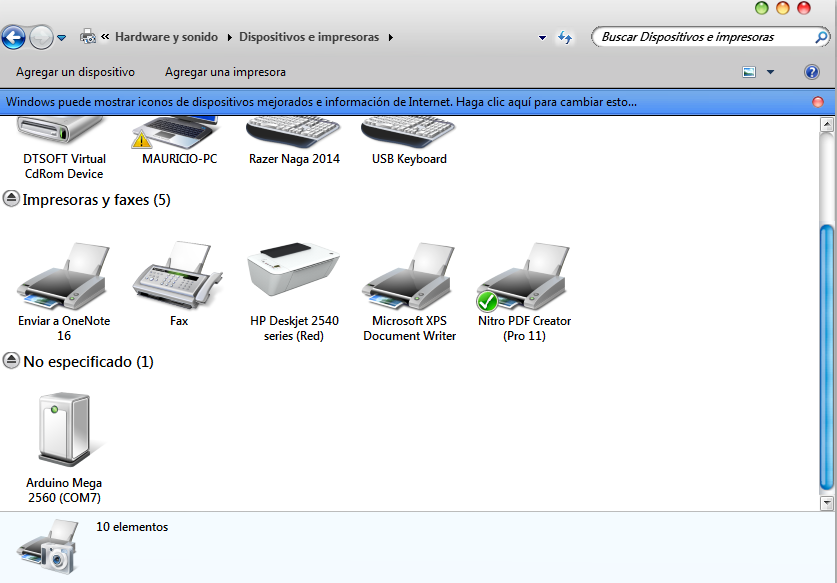 « Hardware y sonido Dispositivos e impresoras Buscar Dispositivos e impresoras
Agregar un dispositivo Agregar una impresora
Windows puede mostrar iconos de dispositivos mejorados e información de Internet. Haga clic aquí para cambiar esto...
DTSOFT Virtual
CdRom Device
MAURICIO-PC
Razer Naga 2014
USB Keyboard
Impresoras y faxes (5)
Enviar a OneNote
16
Fax
HP Deskjet 2540
series (Red)
Microsoft XPS
Document Writer
Nitro PDF Creator
(Pro 11)
No especificado (1)
Arduino Mega
2560 (COM7)
10 elementos